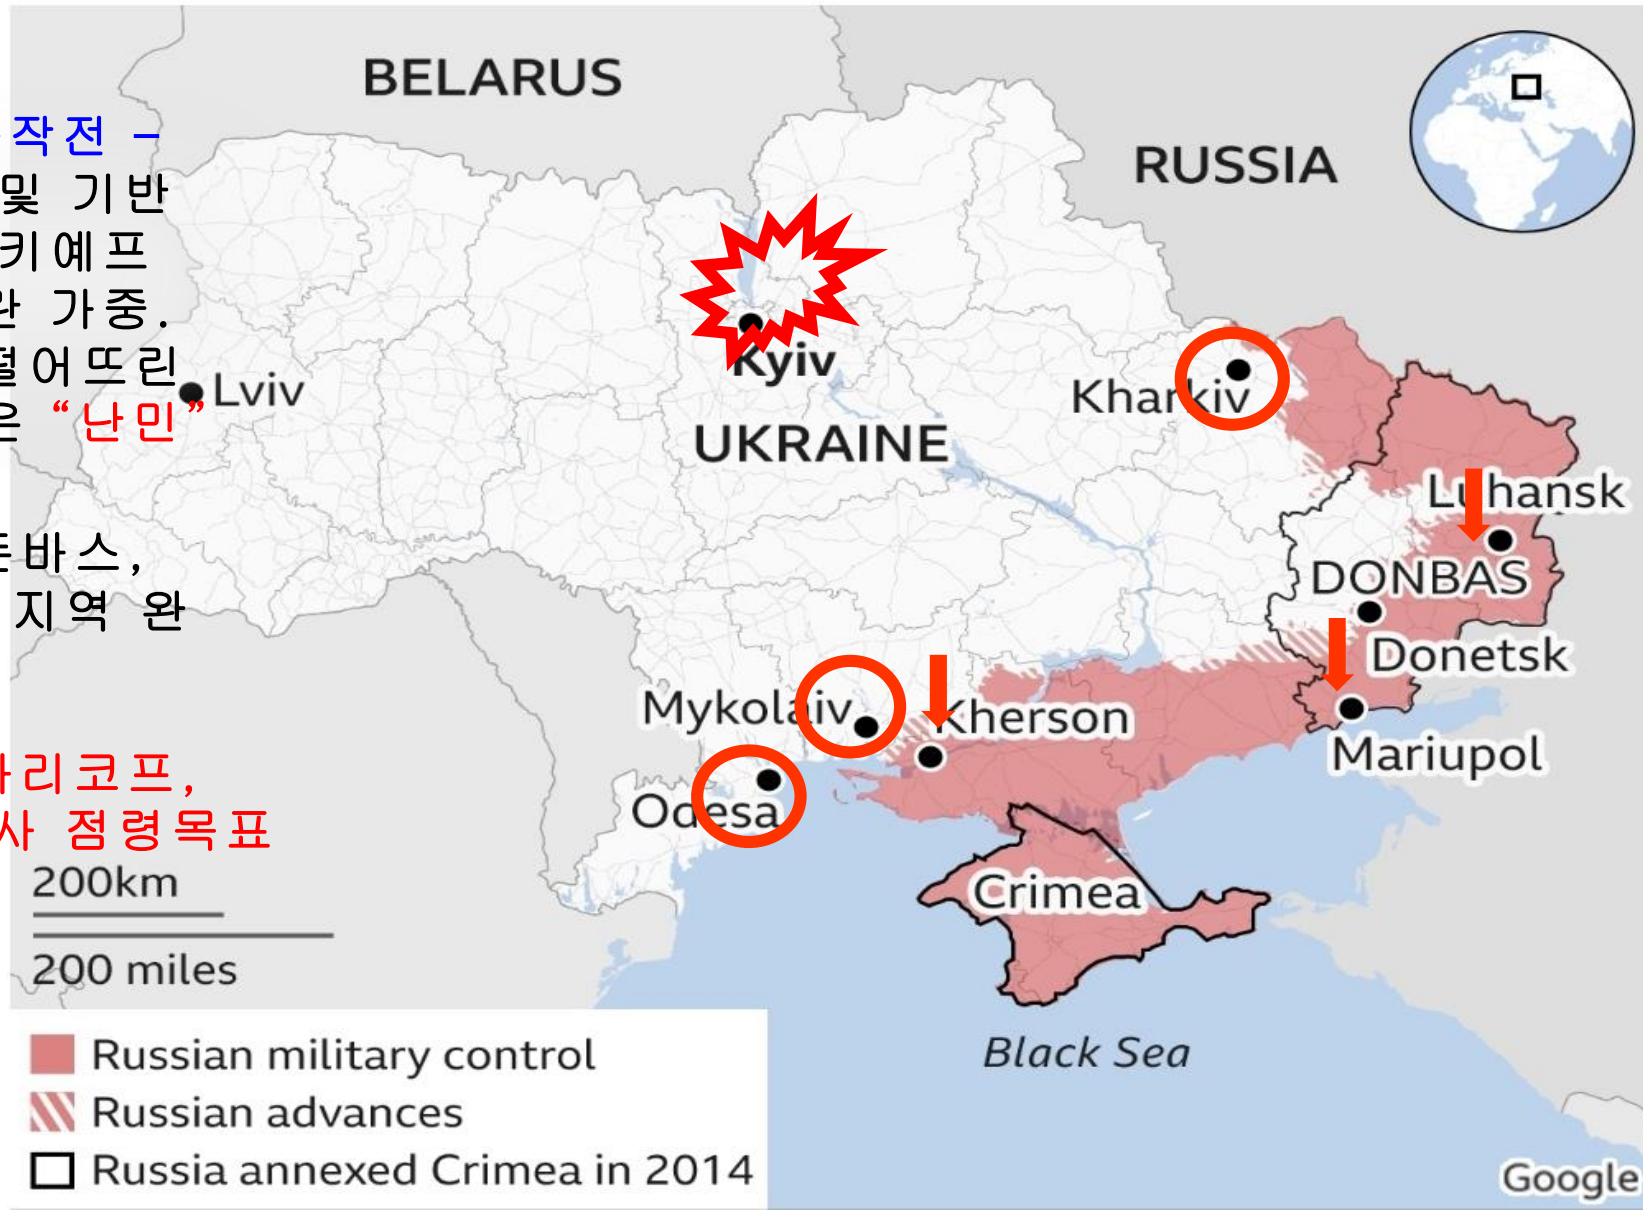 BELARUS
RUSSIA
작전 –
및 기반
키예프
가중.
떨어뜨린
“난민”
바스,
지역 완
리코프,
점령목표
Kyiv
Lviv
Kharkiv
UKRAINE
Luhansk
DONBAS
Donetsk
Mykolaiv
Kherson
Mariupol
Odesa
Crimea
200km
200 miles
Black Sea
Russian military control
Russian advances
Russia annexed Crimea in 2014
Google